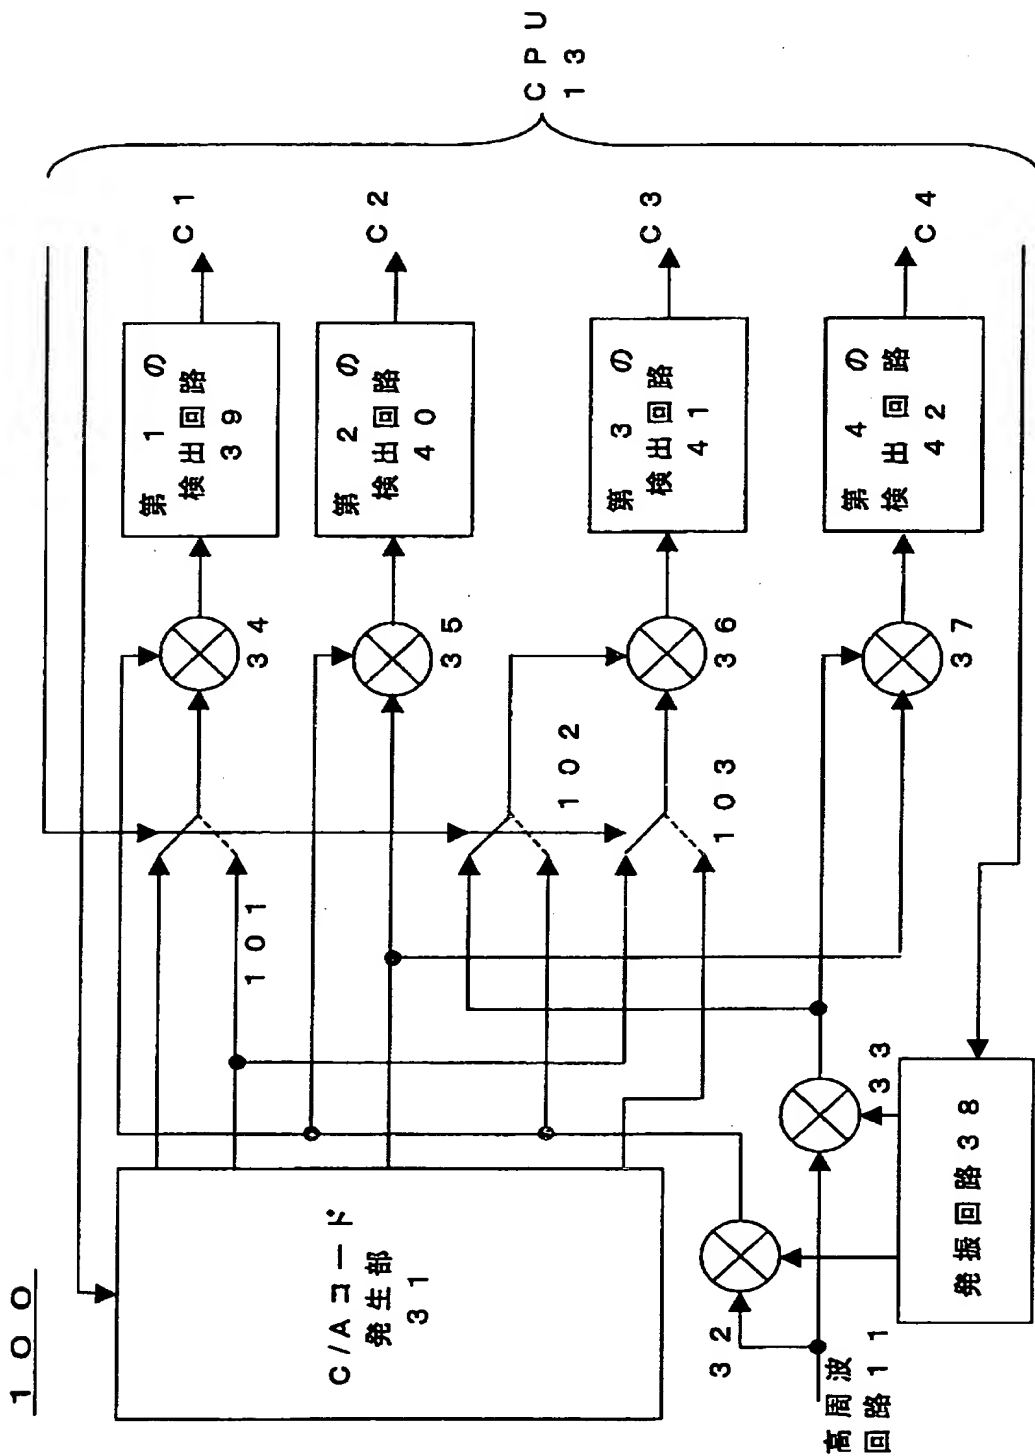 １００
C/Aコード
発生部
３１
１０１
１０２
１０３
３２
３３
高周波
回路１１
発振回路３８
３４
３５
３６
３７
第１の
検出回路
３９
第２の
検出回路
４０
第３の
検出回路
４１
第４の
検出回路
４２
Ｃ１
Ｃ２
Ｃ３
Ｃ４
ＣＰＵ
１３